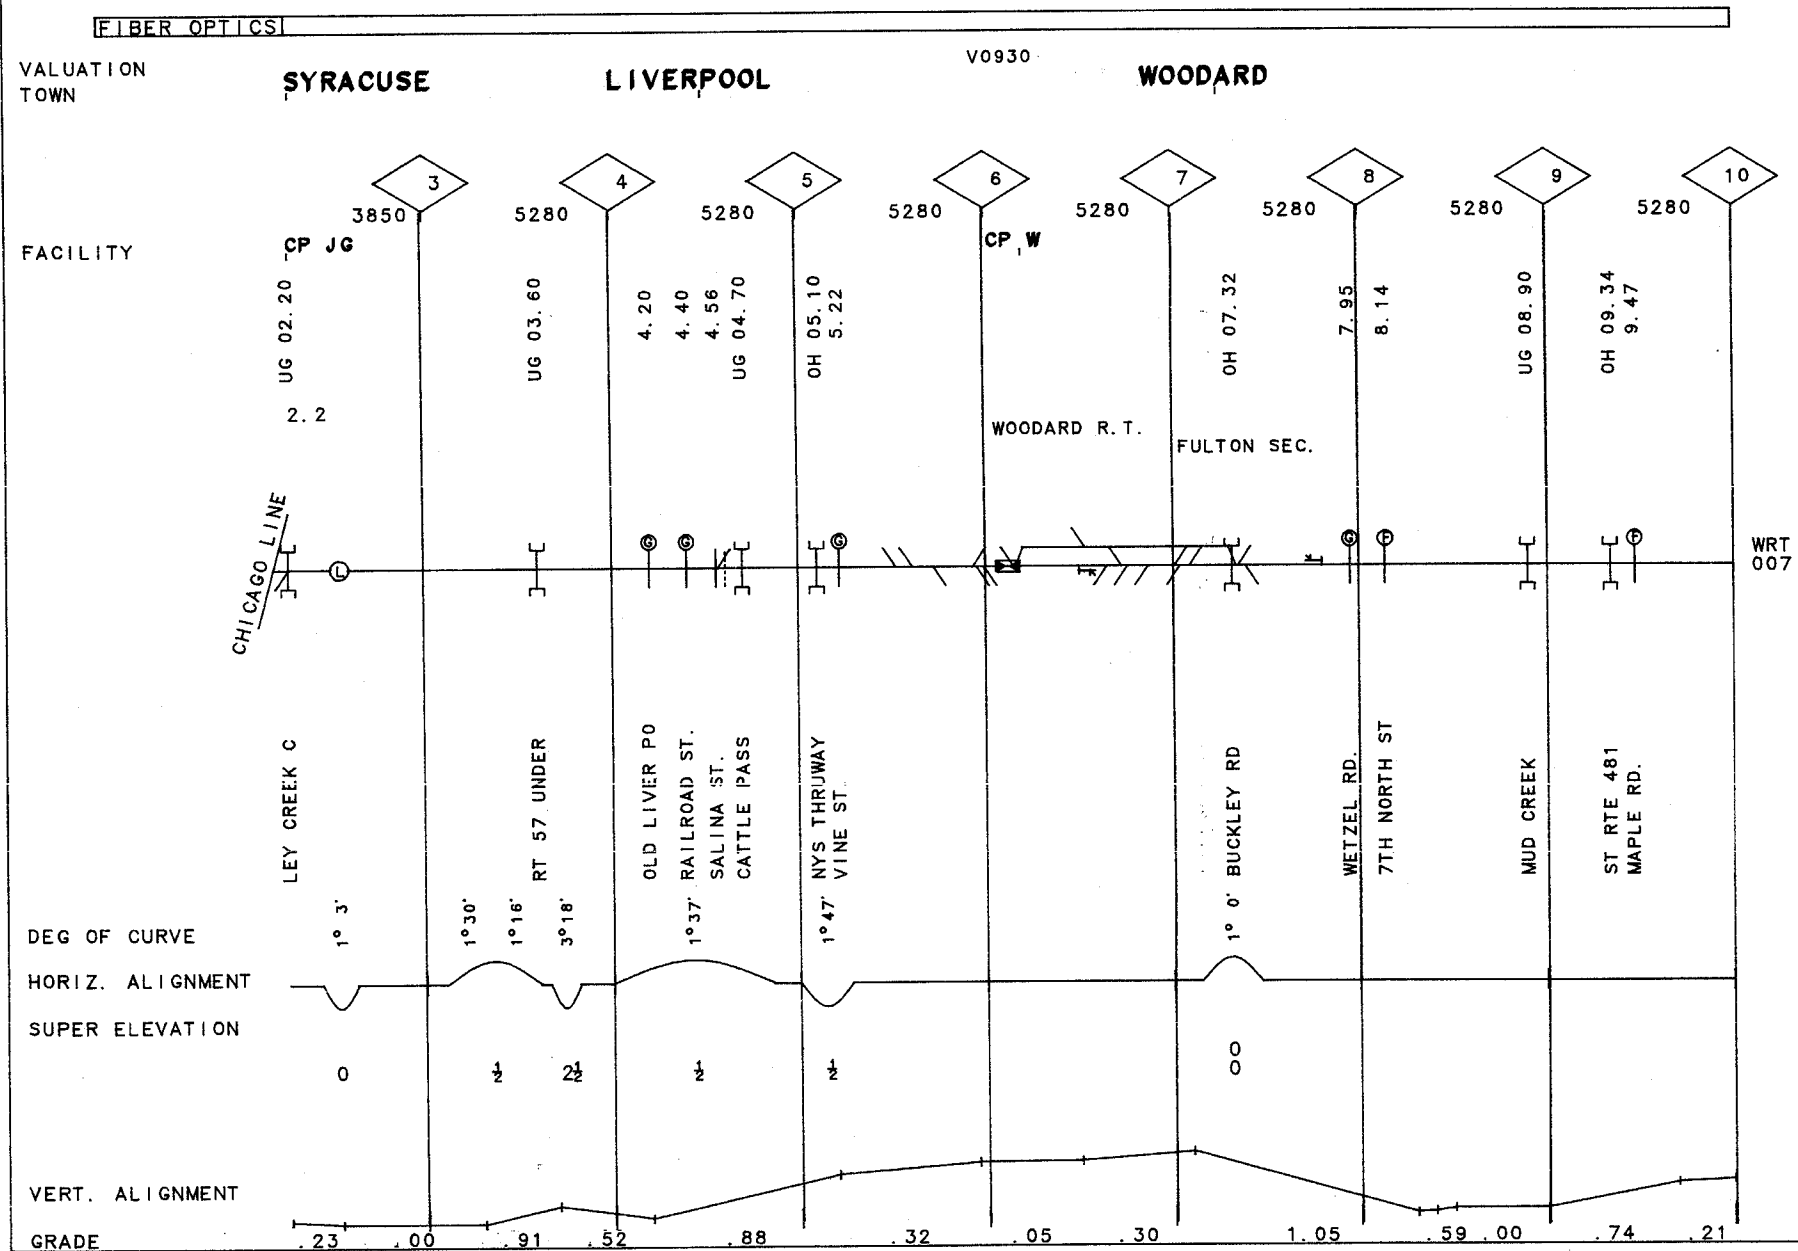 FIBER OPTICS
V0930
VALUATION
TOWN
SYRACUSE LIVERPOOL WOODARD
3 4 5 6 7 8 9 10
3850 5280 5280 5280 5280 5280 5280 5280
FACILITY
CP JG
CP W
UG 02.20
UG 03.60
4.20
4.40
4.56
UG 04.70
OH 05.10
5.22
OH 07.32
7.95
8.14
UG 08.90
OH 09.34
9.47
2.2
WOODARD R.T.
FULTON SEC.
CHICAGO LINE
L
G
G
G
G
F
F
WRT
007
LEY CREEK C
RT 57 UNDER
OLD LIVER PO
RAILROAD ST.
SALINA ST.
CATTLE PASS
NYS THRUWAY
VINE ST.
BUCKLEY RD
WETZEL RD.
7TH NORTH ST
MUD CREEK
ST RTE 481
MAPLE RD.
DEG OF CURVE
1° 3'
1°30'
1°16'
3°18'
1°37'
1°47'
1° 0'
HORIZ. ALIGNMENT
SUPER ELEVATION
0 ½ 2½ ½ ½ 0
0
VERT. ALIGNMENT
GRADE .23 .00 .91 .52 .88 .32 .05 .30 1.05 .59 .00 .74 .21